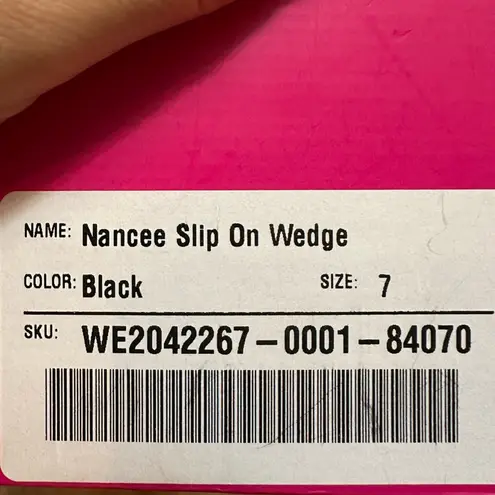 NAME: Nancee Slip On Wedge
COLOR: Black SIZE: 7
SKU: WE2042267-0001-84070